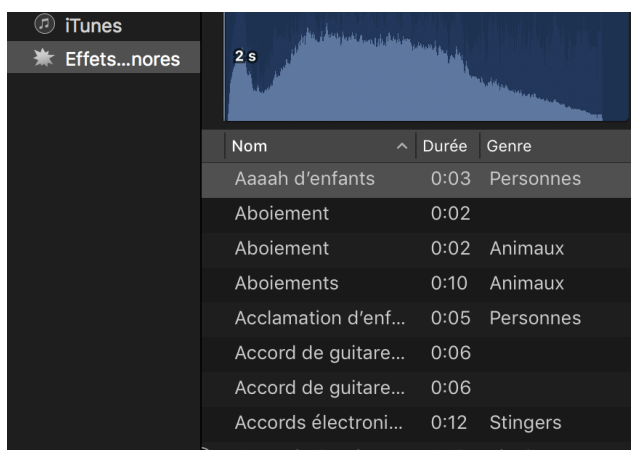 iTunes
Effets...nores
2 s
Nom Durée Genre
Aaaah d’enfants 0:03 Personnes
Aboiement 0:02
Aboiement 0:02 Animaux
Aboiements 0:10 Animaux
Acclamation d’enf... 0:05 Personnes
Accord de guitare... 0:06
Accord de guitare... 0:06
Accords électroni... 0:12 Stingers